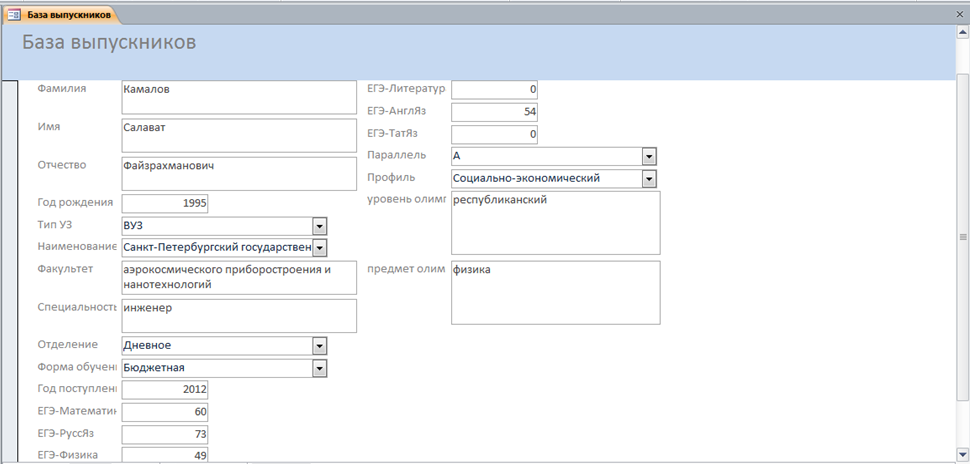 База выпускников
База выпускников
Фамилия
Камалов
Имя
Салават
Отчество
Файзрахманович
Год рождения
1995
Тип УЗ
ВУЗ
Наименование
Санкт-Петербургский государствен
Факультет
аэрокосмического приборостроения и
нанотехнологий
Специальность
инженер
Отделение
Дневное
Форма обучен
Бюджетная
Год поступлен
2012
ЕГЭ-Математик
60
ЕГЭ-РуссЯз
73
ЕГЭ-Физика
49
ЕГЭ-Литератур
0
ЕГЭ-АнглЯз
54
ЕГЭ-ТатЯз
0
Параллель
А
Профиль
Социально-экономический
уровень олимп
республиканский
предмет олим
физика